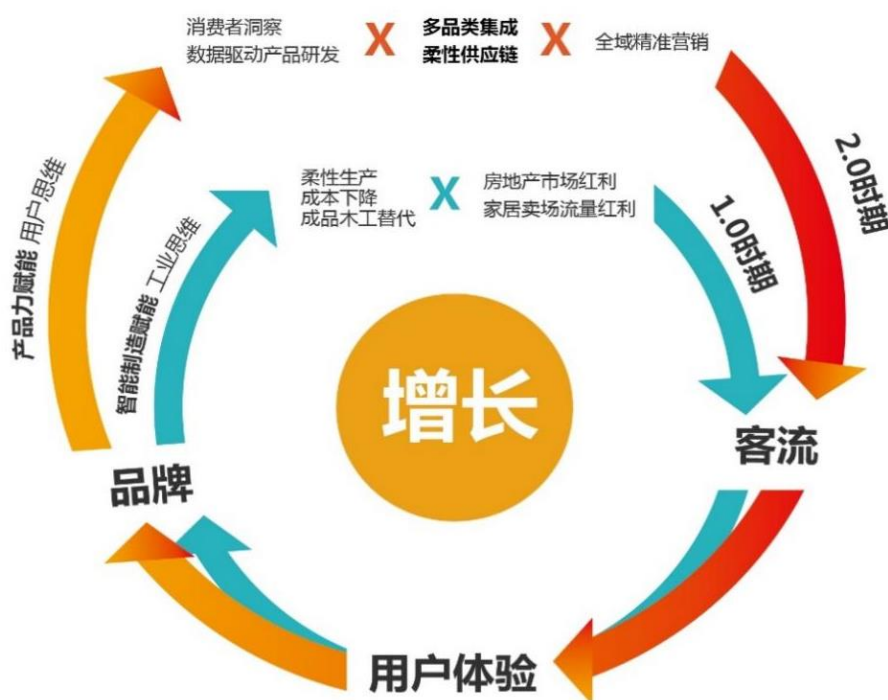 消费者洞察
数据驱动产品研发
X
多品类集成
柔性供应链
X
全域精准营销
2.0时期
产品力赋能 用户思维
柔性生产
成本下降
成品木工替代
X
房地产市场红利
家居卖场流量红利
1.0时期
智能制造赋能 工业思维
增长
客流
品牌
用户体验